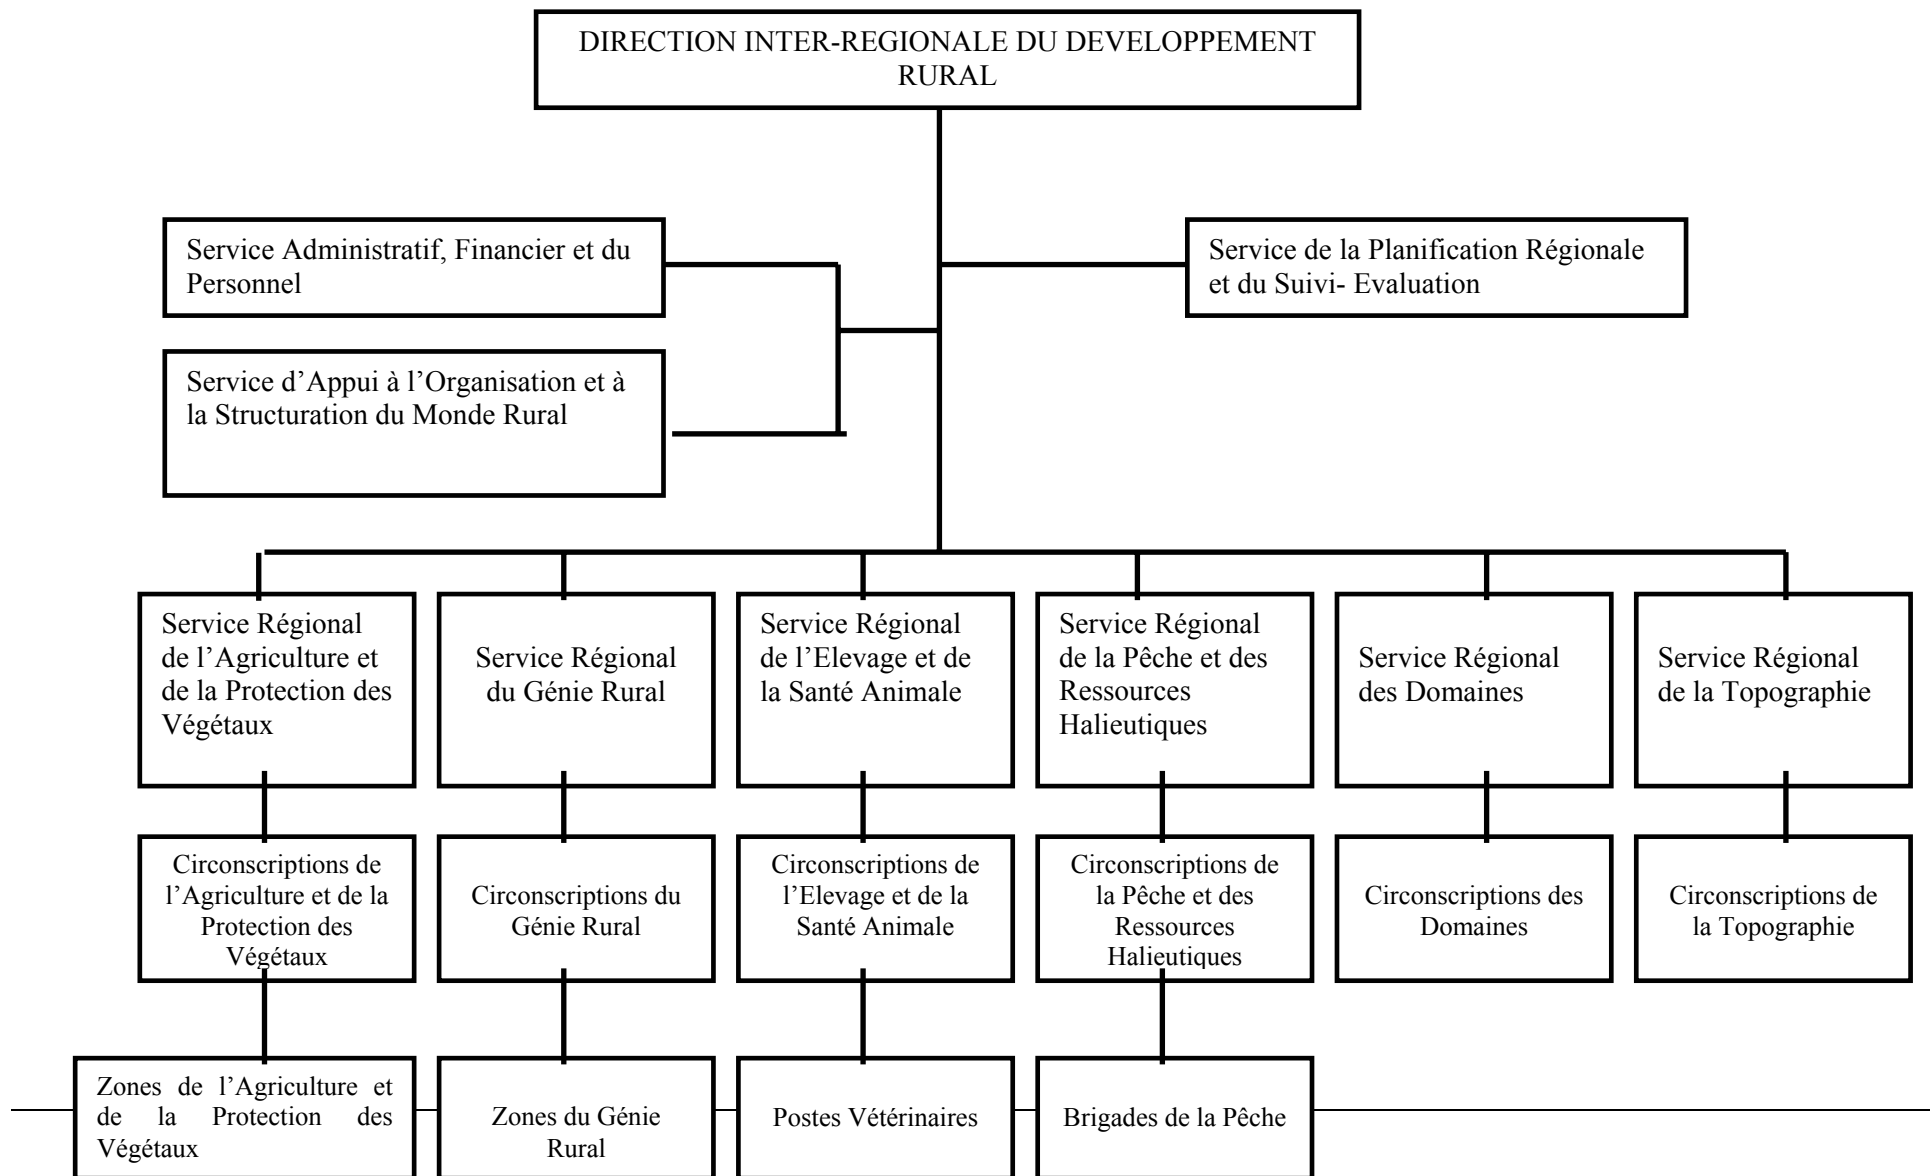 DIRECTION INTER-REGIONALE DU DEVELOPPEMENT
RURAL
Service Administratif, Financier et du
Personnel
Service de la Planification Régionale
et du Suivi- Evaluation
Service d’Appui à l’Organisation et à
la Structuration du Monde Rural
Service Régional
de l’Agriculture et
de la Protection des
Végétaux
Service Régional
du Génie Rural
Service Régional
de l’Elevage et de
la Santé Animale
Service Régional
de la Pêche et des
Ressources
Halieutiques
Service Régional
des Domaines
Service Régional
de la Topographie
Circonscriptions de
l’Agriculture et de la
Protection des
Végétaux
Circonscriptions du
Génie Rural
Circonscriptions de
l’Elevage et de la
Santé Animale
Circonscriptions de
la Pêche et des
Ressources
Halieutiques
Circonscriptions des
Domaines
Circonscriptions de
la Topographie
Zones de l’Agriculture et
de la Protection des
Végétaux
Zones du Génie
Rural
Postes Vétérinaires
Brigades de la Pêche